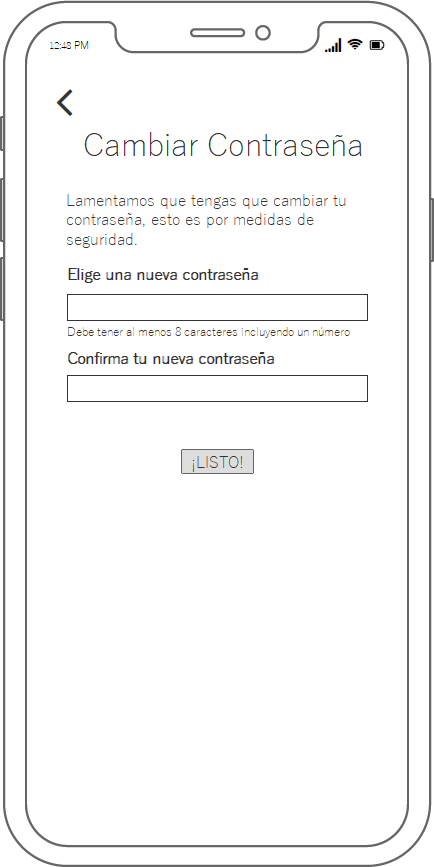 12:48 PM
Cambiar Contraseña
Lamentamos que tengas que cambiar tu
contraseña, esto es por medidas de
seguridad.
Elige una nueva contraseña
Debe tener al menos 8 caracteres incluyendo un número
Confirma tu nueva contraseña
¡LISTO!